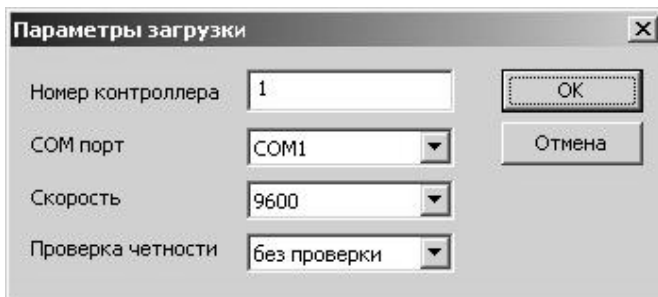 Параметры загрузки
Номер контроллера 1 OK
COM порт COM1 Отмена
Скорость 9600
Проверка четности без проверки